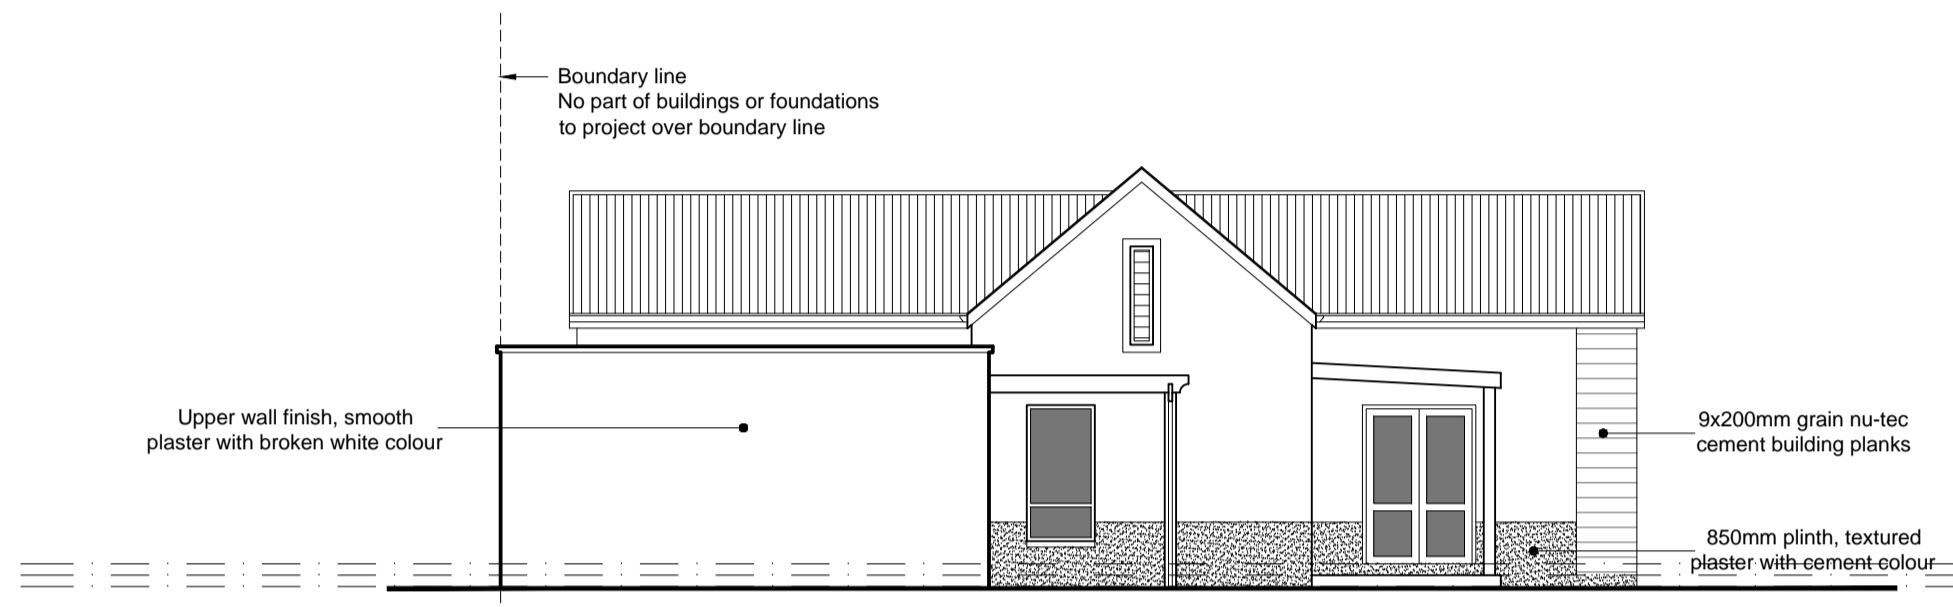 Boundary line
No part of buildings or foundations
to project over boundary line
Upper wall finish, smooth
plaster with broken white colour
9x200mm grain nu-tec
cement building planks
850mm plinth, textured
plaster with cement colour